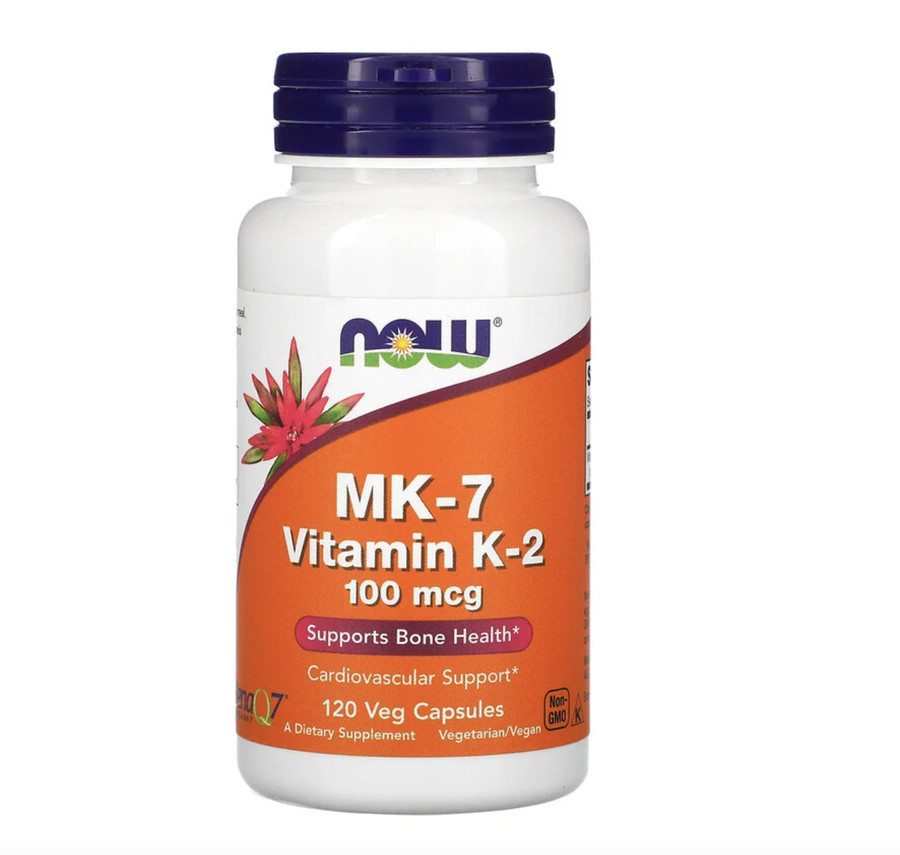 now®
MK-7
Vitamin K-2
100 mcg
Supports Bone Health*
Cardiovascular Support*
120 Veg Capsules
A Dietary Supplement Vegetarian/Vegan
Non-
GMO
K
enaQ7®